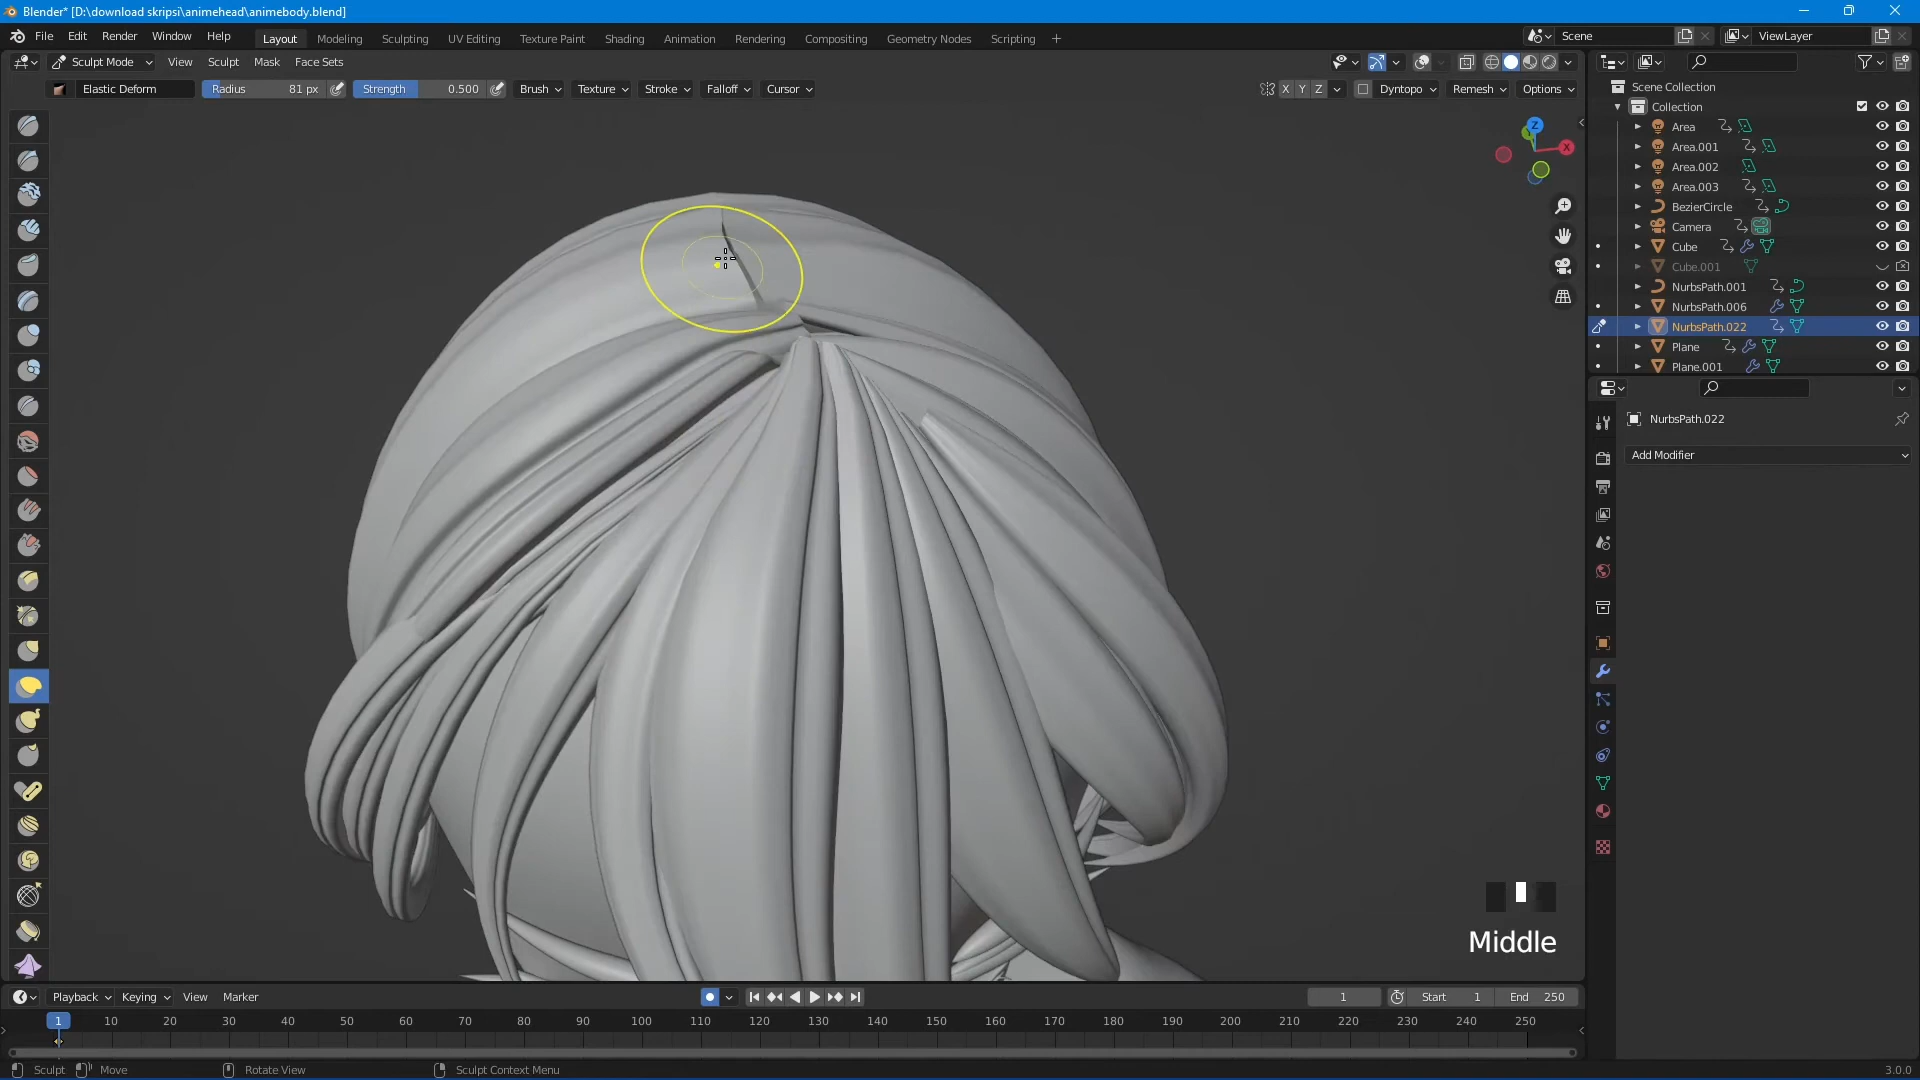 Blender* [D:\download skripsi\animehead\animebody.blend]
File Edit Render Window Help Layout Modeling Sculpting UV Editing Texture Paint Shading Animation Rendering Compositing Geometry Nodes Scripting + Scene ViewLayer
Sculpt Mode View Sculpt Mask Face Sets
Elastic Deform Radius 81 px Strength 0.500 Brush Texture Stroke Falloff Cursor X Y Z Dyntopo Remesh Options
Z
X
Scene Collection
Collection
Area
Area.001
Area.002
Area.003
BezierCircle
Camera
Cube
Cube.001
NurbsPath.001
NurbsPath.006
NurbsPath.022
Plane
Plane.001
NurbsPath.022
Add Modifier
Middle
Playback Keying View Marker 1 Start 1 End 250
1 10 20 30 40 50 60 70 80 90 100 110 120 130 140 150 160 170 180 190 200 210 220 230 240 250
Sculpt Move Rotate View Sculpt Context Menu 3.0.0